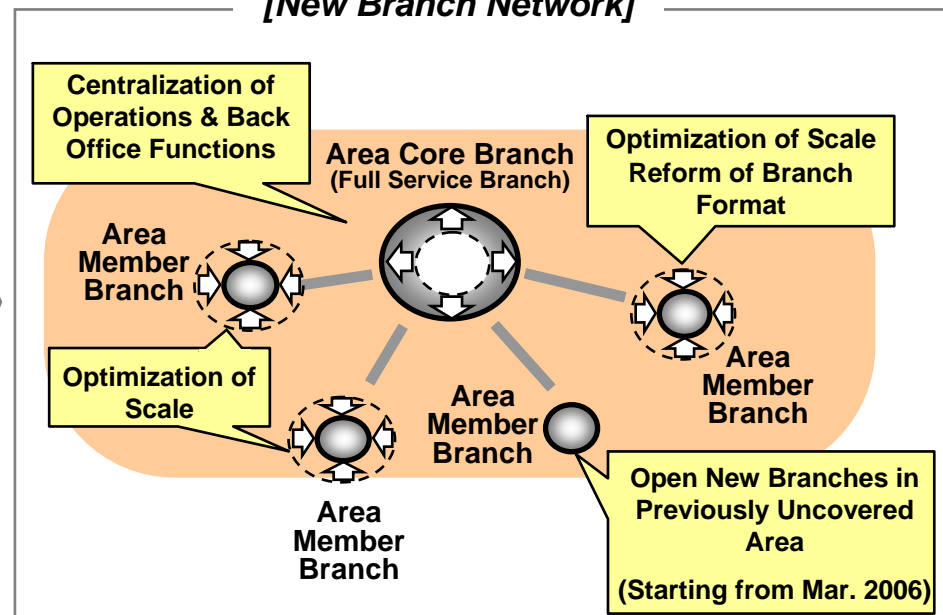 [New Branch Network]
Centralization of
Operations & Back
Office Functions
Area Core Branch
(Full Service Branch)
Optimization of Scale
Reform of Branch
Format
Area
Member
Branch
Optimization of
Scale
Area
Member
Branch
Area
Member
Branch
Area
Member
Branch
Open New Branches in
Previously Uncovered
Area
(Starting from Mar. 2006)